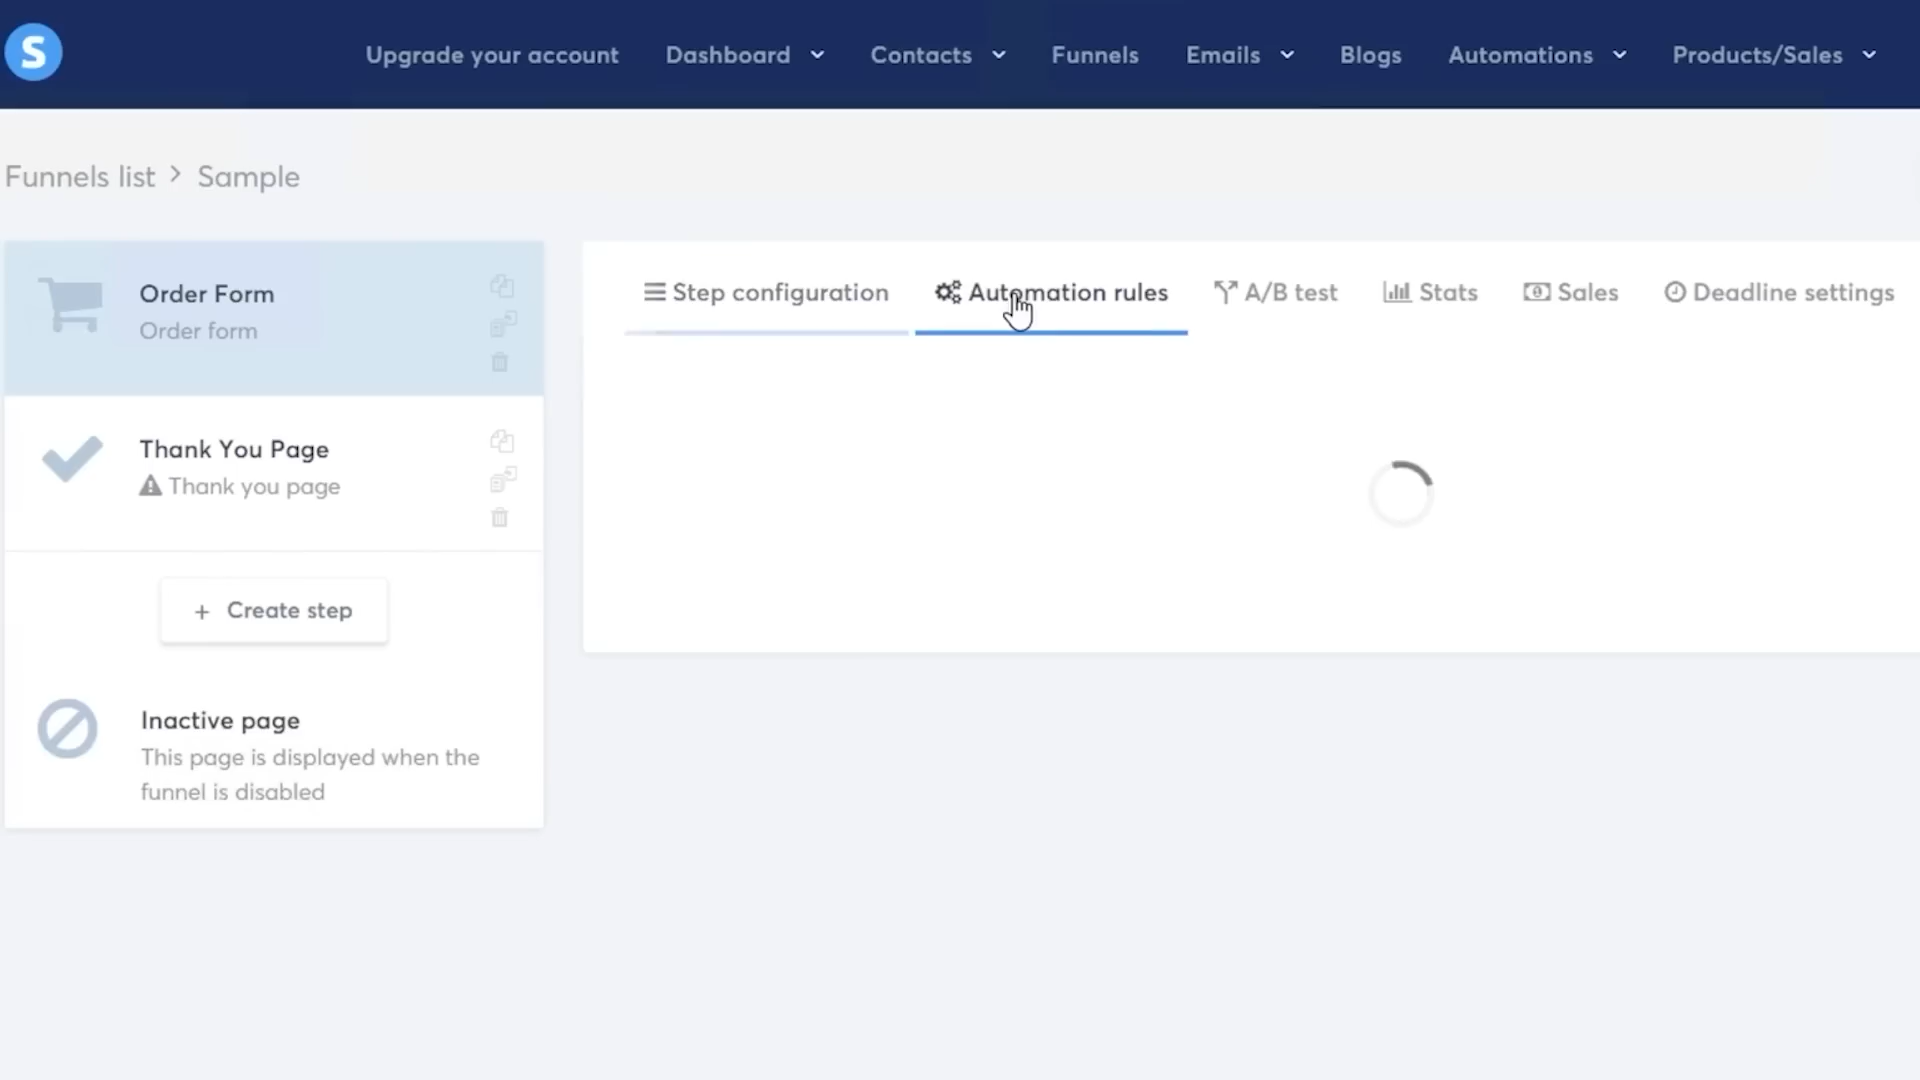 S
Upgrade your account Dashboard Contacts Funnels Emails Blogs Automations Products/Sales
Funnels list > Sample
Order Form
Order form
Thank You Page
Thank you page
+ Create step
Inactive page
This page is displayed when the
funnel is disabled
Step configuration Automation rules A/B test Stats Sales Deadline settings